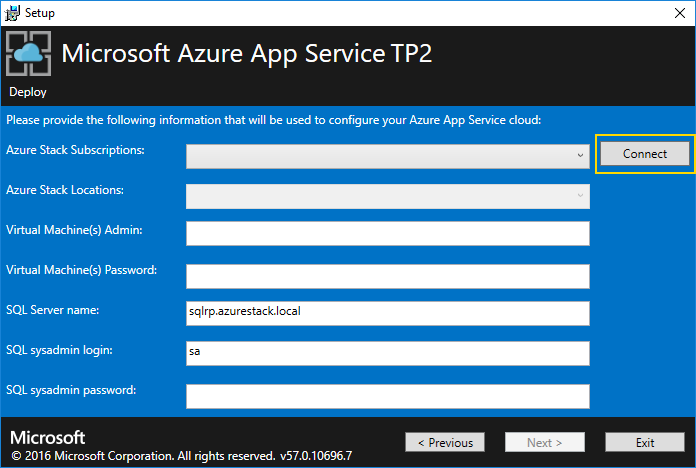 Setup
Microsoft Azure App Service TP2
Deploy
Please provide the following information that will be used to configure your Azure App Service cloud:
Azure Stack Subscriptions:
Connect
Azure Stack Locations:
Virtual Machine(s) Admin:
Virtual Machine(s) Password:
SQL Server name: sqlrp.azurestack.local
SQL sysadmin login: sa
SQL sysadmin password:
Microsoft
© 2016 Microsoft Corporation. All rights reserved. v57.0.10696.7
< Previous Next > Exit